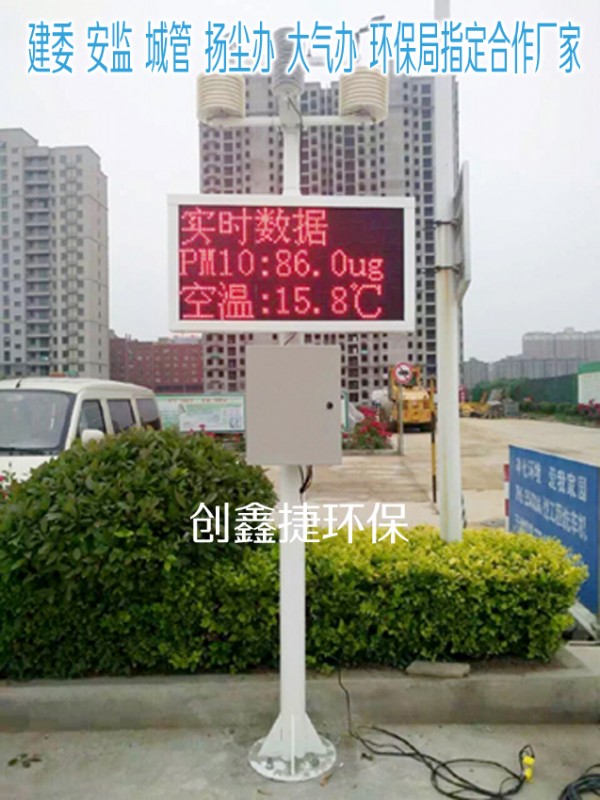 建委 安监 城管 扬尘办 大气办 环保局指定合作厂家
实时数据
PM10:86.0ug
空温:15.8℃
创鑫捷环保